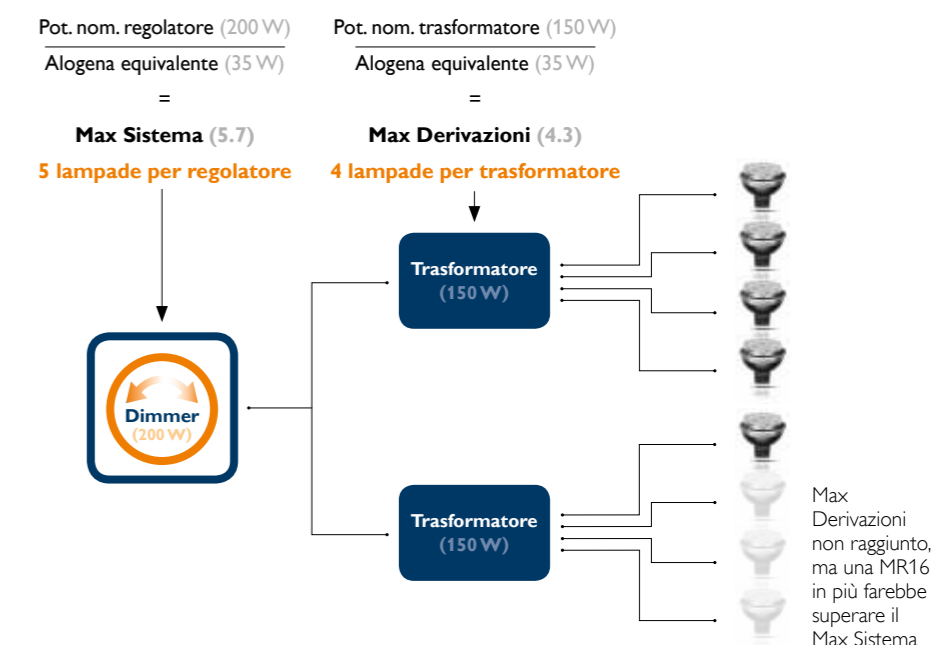 Pot. nom. regolatore (200 W)
Alogena equivalente (35 W)
=
Max Sistema (5.7)
5 lampade per regolatore
Pot. nom. trasformatore (150 W)
Alogena equivalente (35 W)
=
Max Derivazioni (4.3)
4 lampade per trasformatore
Trasformatore
(150 W)
Dimmer
(200 W)
Trasformatore
(150 W)
Max
Derivazioni
non raggiunto,
ma una MR16
in più farebbe
superare il
Max Sistema